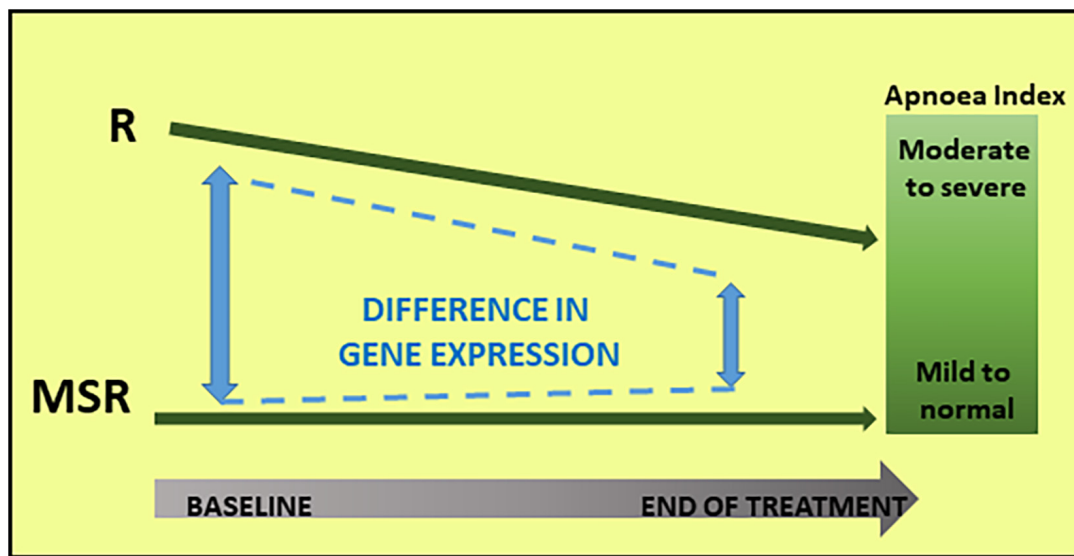 Apnoea Index
R
Moderate
to severe
DIFFERENCE IN
GENE EXPRESSION
MSR
Mild to
normal
BASELINE
END OF TREATMENT